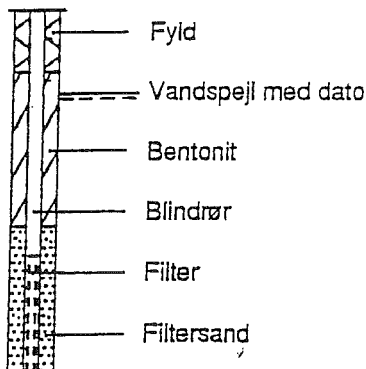 Fyld
Vandspejl med dato
Bentonit
Blindrør
Filter
Filtersand